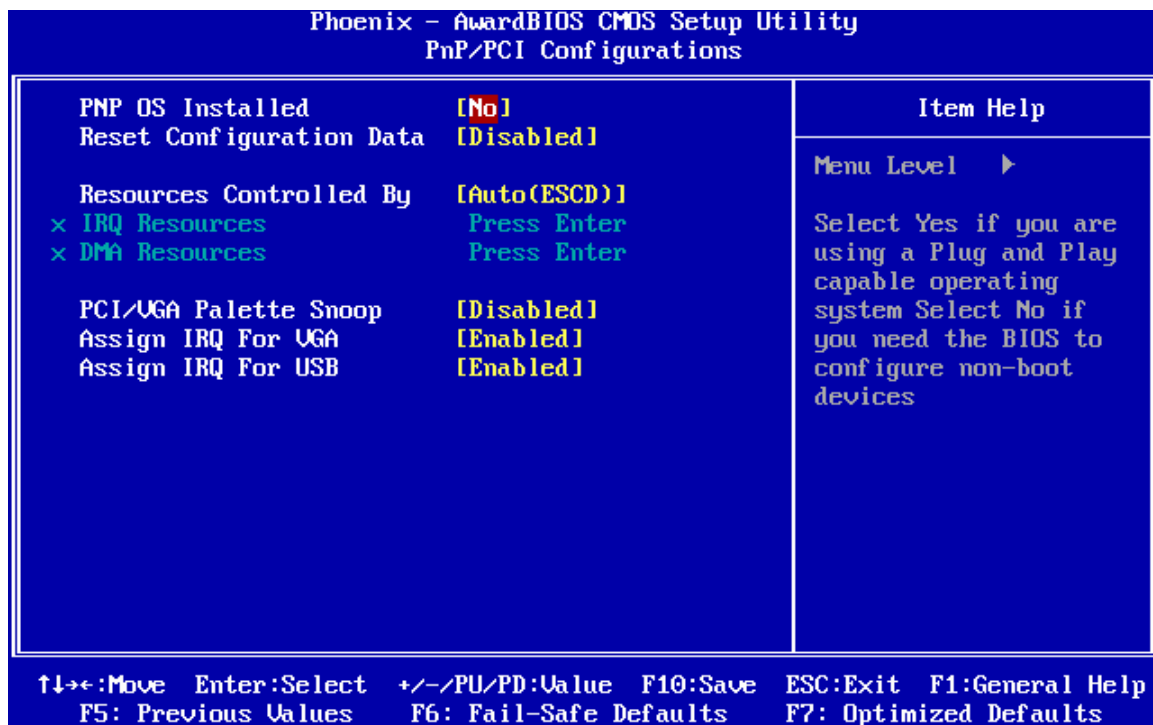 Phoenix - AwardBIOS CMOS Setup Utility
PnP/PCI Configurations
PNP OS Installed [No]
Reset Configuration Data [Disabled]
Resources Controlled By [Auto(ESCD)]
x IRQ Resources Press Enter
x DMA Resources Press Enter
PCI/VGA Palette Snoop [Disabled]
Assign IRQ For VGA [Enabled]
Assign IRQ For USB [Enabled]
Item Help
Menu Level ▶
Select Yes if you are
using a Plug and Play
capable operating
system Select No if
you need the BIOS to
configure non-boot
devices
↑↓→←:Move Enter:Select +/-/PU/PD:Value F10:Save ESC:Exit F1:General Help
F5: Previous Values F6: Fail-Safe Defaults F7: Optimized Defaults